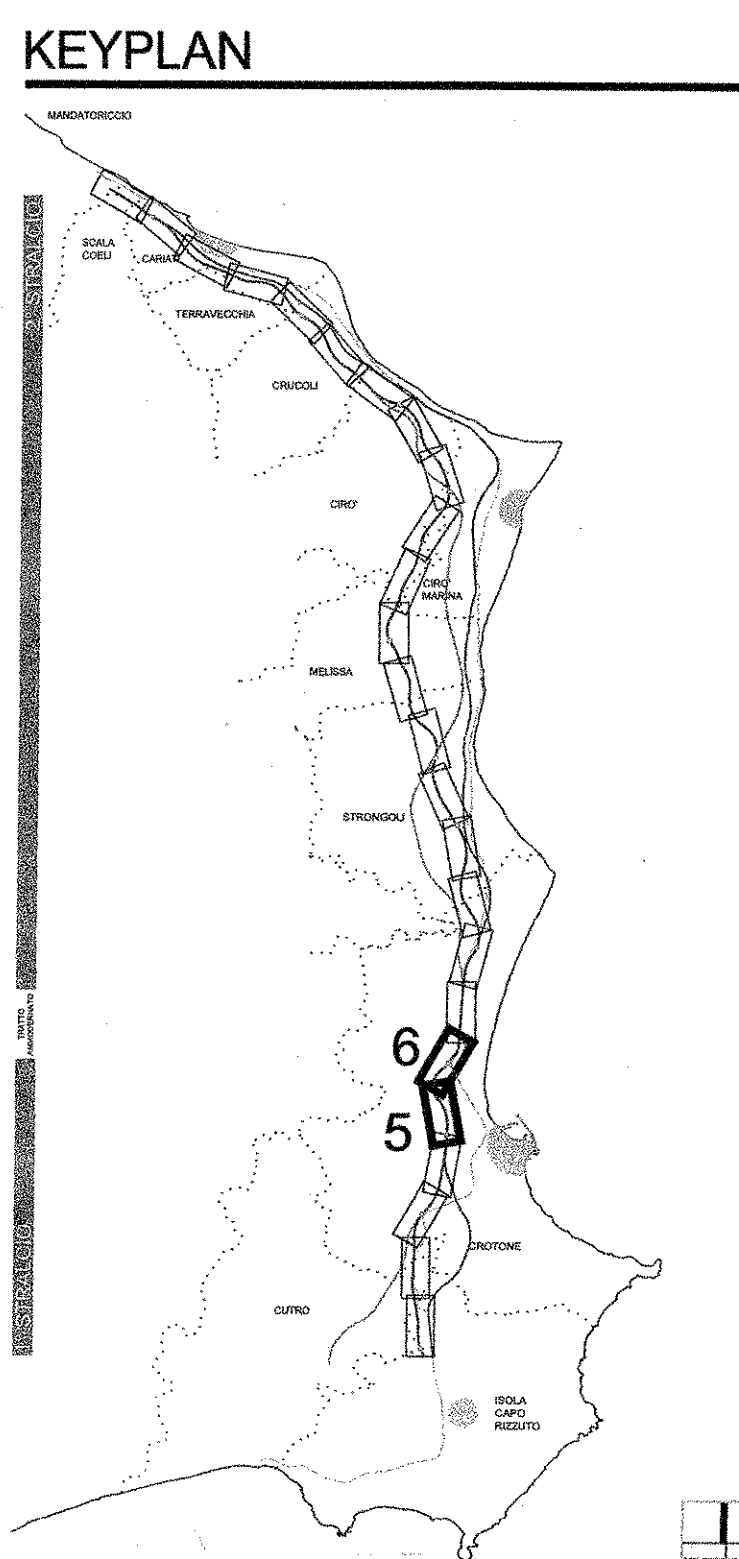 KEYPLAN
MANDATORICCIO
SCALA
COELI
CARIATI
TERRAVECCHIA
CRUCOLI
CIRO'
CIRO'
MARINA
MELISSA
STRONGOLI
TRATTO
AMMODERNATO
6
5
CROTONE
CUTRO
ISOLA
CAPO
RIZZUTO
STRALCIO
STRALCIO